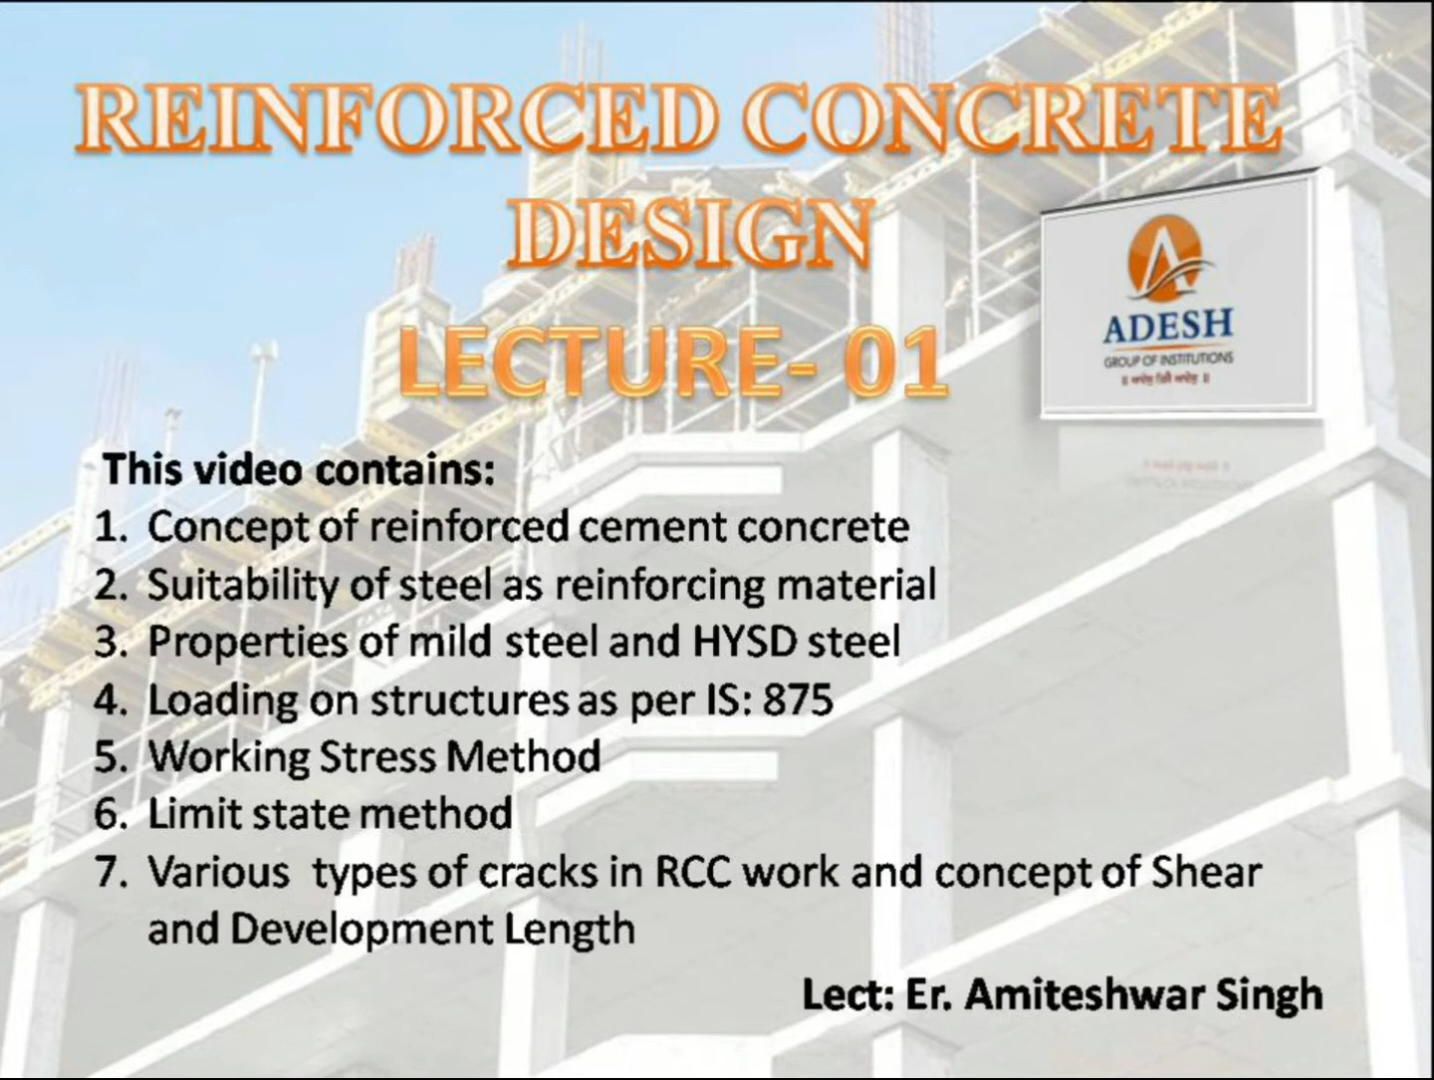 REINFORCED CONCRETE
DESIGN
LECTURE- 01
ADESH
GROUP OF INSTITUTIONS
This video contains:
1. Concept of reinforced cement concrete
2. Suitability of steel as reinforcing material
3. Properties of mild steel and HYSD steel
4. Loading on structures as per IS: 875
5. Working Stress Method
6. Limit state method
7. Various types of cracks in RCC work and concept of Shear
and Development Length
Lect: Er. Amiteshwar Singh